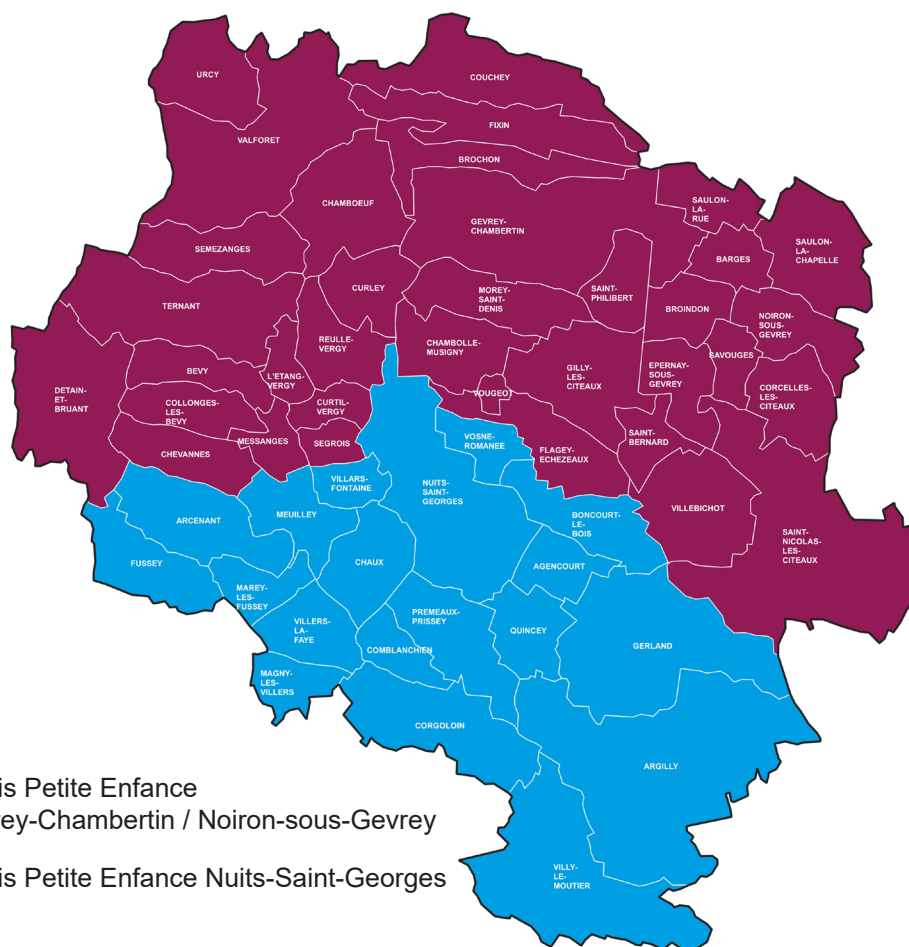 URCY
COUCHEY
VALFORET
FIXIN
BROCHON
CHAMBOEUF
SAULON-
LA-
RUE
GEVREY-
CHAMBERTIN
SEMEZANGES
BARGES
SAULON-
LA-
CHAPELLE
CURLEY
MOREY-
SAINT-
DENIS
SAINT-
PHILIBERT
TERNANT
BROINDON
NOIRON-
SOUS-
GEVREY
REULLE-
VERGY
CHAMBOLLE-
MUSIGNY
SAVOUGES
BEVY
L'ETANG-
VERGY
GILLY-
LES-
CITEAUX
EPERNAY-
SOUS-
GEVREY
DETAIN-
ET-
BRUANT
VOUGEOT
CORCELLES-
LES-
CITEAUX
COLLONGES-
LES-
BEVY
CURTIL-
VERGY
SAINT-
BERNARD
MESSANGES
SEGROIS
VOSNE-
ROMANEE
CHEVANNES
FLAGEY-
ECHEZEAUX
VILLARS-
FONTAINE
NUITS-
SAINT-
GEORGES
VILLEBICHOT
MEUILLEY
BONCOURT-
LE-
BOIS
ARCENANT
SAINT-
NICOLAS-
LES-
CITEAUX
FUSSEY
CHAUX
AGENCOURT
MAREY-
LES-
FUSSEY
PREMEAUX-
PRISSEY
VILLERS-
LA-
FAYE
QUINCEY
GERLAND
COMBLANCHIEN
MAGNY-
LES-
VILLERS
CORGOLOIN
ARGILLY
VILLY-
LE-
MOUTIER
Petite Enfance
-Chambertin / Noiron-sous-Gevrey
Petite Enfance Nuits-Saint-Georges